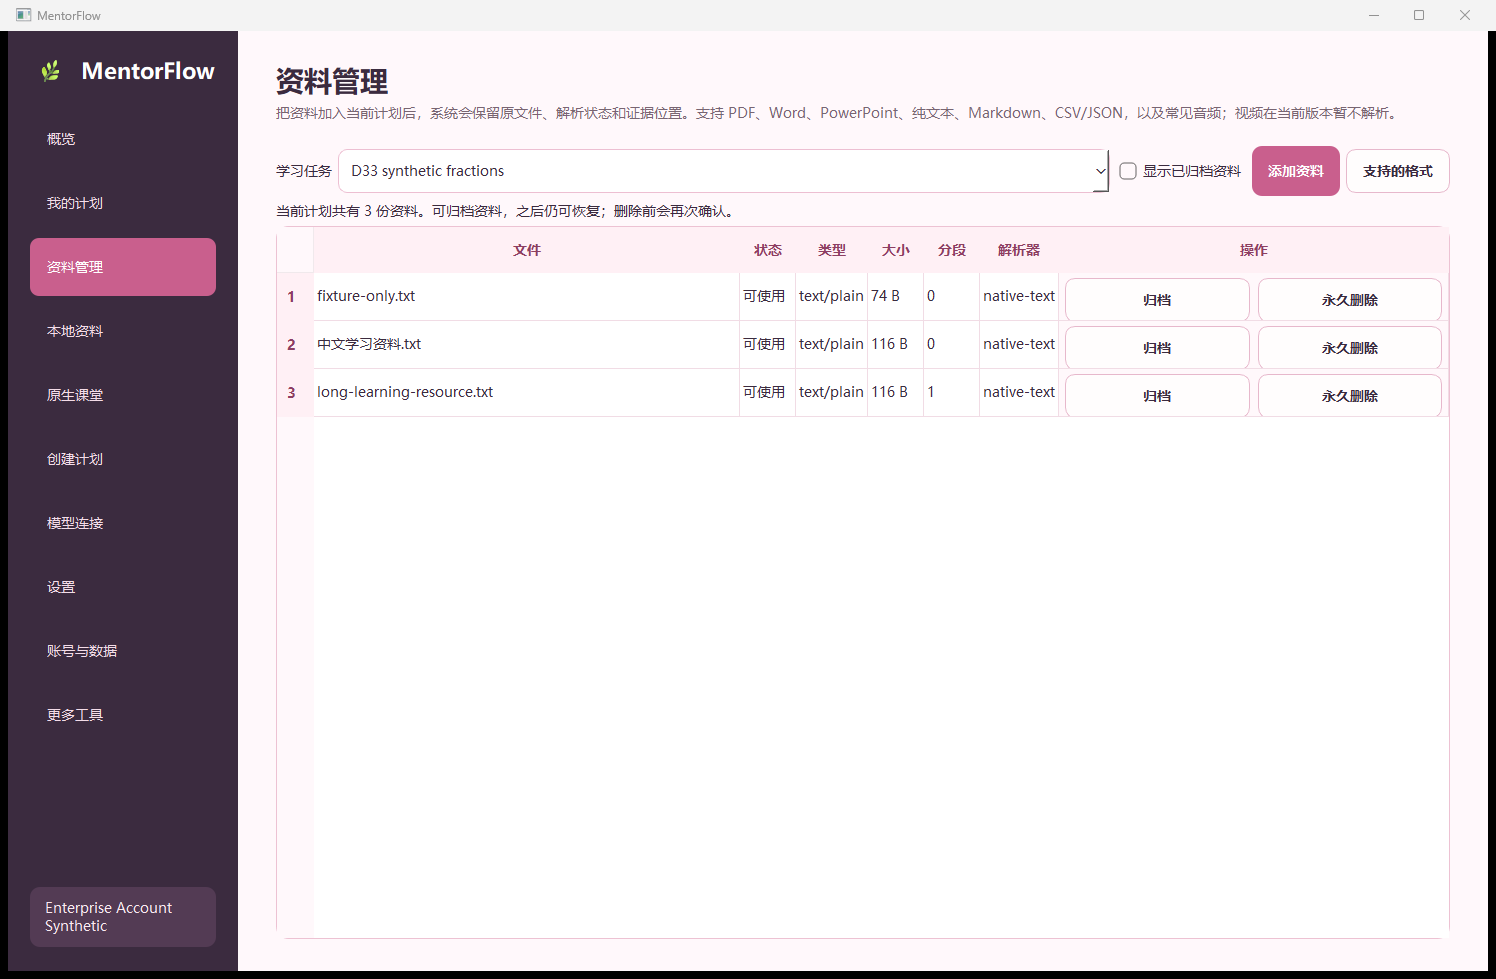 MentorFlow
MentorFlow
概览
我的计划
资料管理
本地资料
原生课堂
创建计划
模型连接
设置
账号与数据
更多工具
Enterprise Account
Synthetic
资料管理
把资料加入当前计划后，系统会保留原文件、解析状态和证据位置。支持 PDF、Word、PowerPoint、纯文本、Markdown、CSV/JSON，以及常见音频；视频在当前版本暂不解析。
学习任务 D33 synthetic fractions 显示已归档资料 添加资料 支持的格式
当前计划共有 3 份资料。可归档资料，之后仍可恢复；删除前会再次确认。
文件 状态 类型 大小 分段 解析器 操作
1 fixture-only.txt 可使用 text/plain 74 B 0 native-text 归档 永久删除
2 中文学习资料.txt 可使用 text/plain 116 B 0 native-text 归档 永久删除
3 long-learning-resource.txt 可使用 text/plain 116 B 1 native-text 归档 永久删除